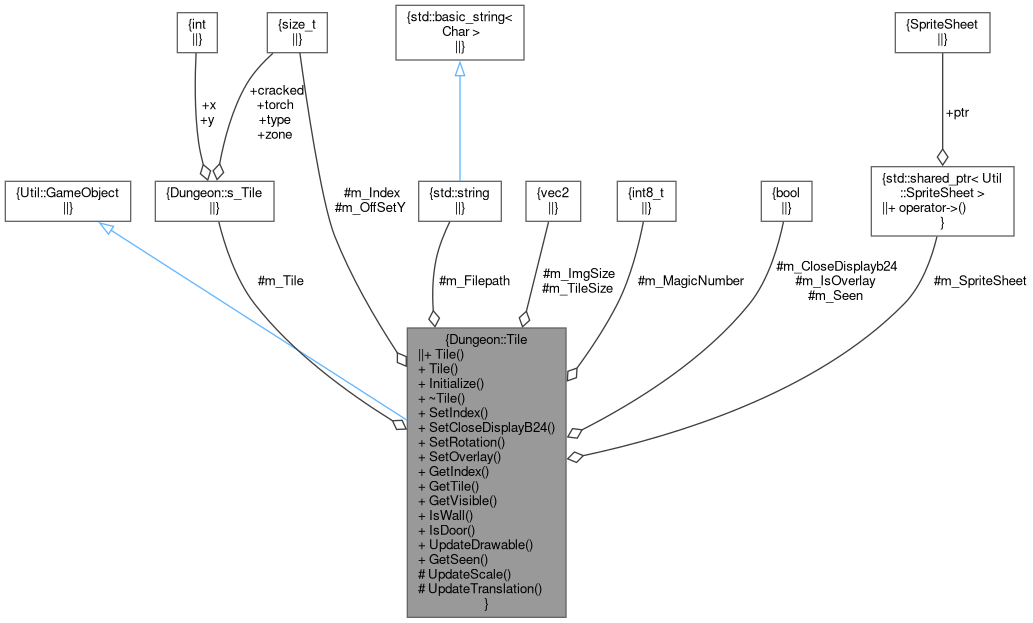 {int
||}
{size_t
||}
{std::basic_string<
Char >
||}
{SpriteSheet
||}
+x
+y
+cracked
+torch
+type
+zone
+ptr
{Util::GameObject
||}
{Dungeon::s_Tile
||}
#m_Index
#m_OffSetY
{std::string
||}
{vec2
||}
{int8_t
||}
{bool
||}
{std::shared_ptr< Util
::SpriteSheet >
||+ operator->()
}
#m_Tile
#m_Filepath
#m_ImgSize
#m_TileSize
#m_MagicNumber
#m_CloseDisplayb24
#m_IsOverlay
#m_Seen
#m_SpriteSheet
{Dungeon::Tile
||+ Tile()
+ Tile()
+ Initialize()
+ ~Tile()
+ SetIndex()
+ SetCloseDisplayB24()
+ SetRotation()
+ SetOverlay()
+ GetIndex()
+ GetTile()
+ GetVisible()
+ IsWall()
+ IsDoor()
+ UpdateDrawable()
+ GetSeen()
# UpdateScale()
# UpdateTranslation()
}